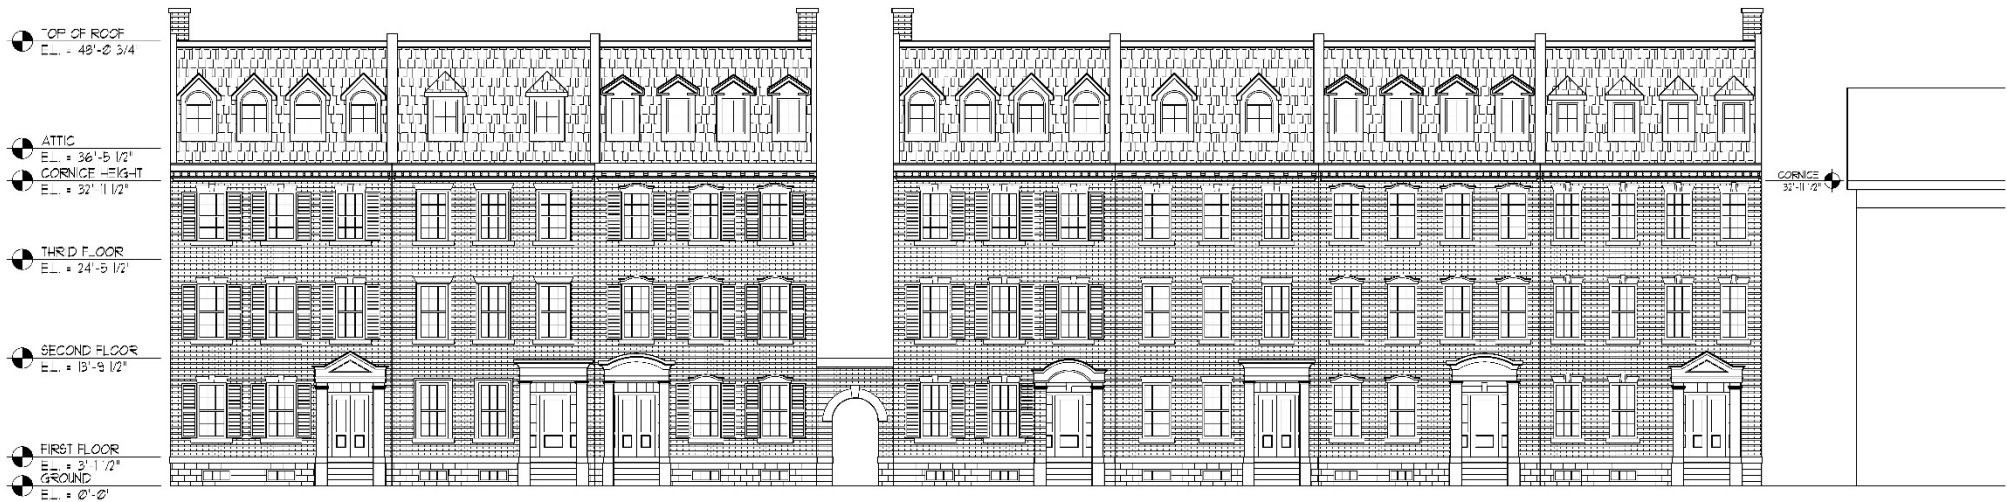 TOP OF ROOF
EL. = 48'-0 3/4"
ATTIC
EL. = 36'-5 1/2"
CORNICE HEIGHT
EL. = 32'-11 1/2"
CORNICE
32'-11 1/2"
THRID FLOOR
EL. = 24'-5 1/2"
SECOND FLOOR
EL. = 13'-9 1/2"
FIRST FLOOR
EL. = 3'-1 1/2"
GROUND
EL. = 0'-0"